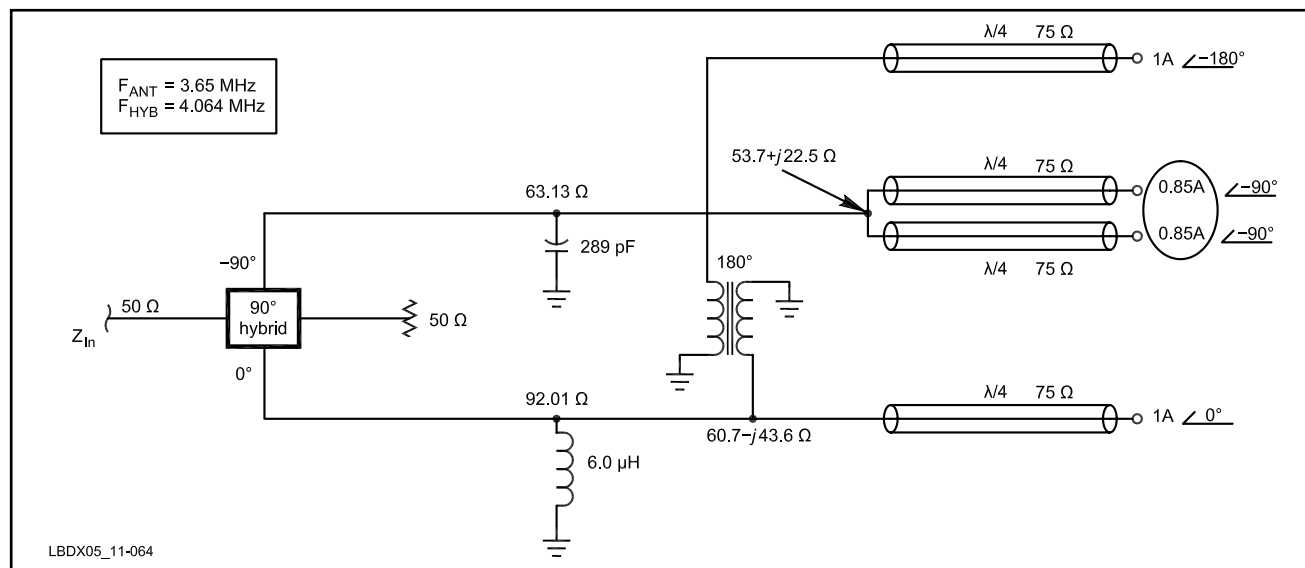 λ/4 75 Ω
1A ∠−180°
F_ANT = 3.65 MHz
F_HYB = 4.064 MHz
53.7+j22.5 Ω
λ/4 75 Ω
63.13 Ω
0.85A ∠−90°
0.85A ∠−90°
289 pF
−90°
180°
λ/4 75 Ω
50 Ω
90°
hybrid
50 Ω
Z_In
0°
92.01 Ω
λ/4 75 Ω
1A ∠0°
60.7−j43.6 Ω
6.0 µH
LBDX05_11-064